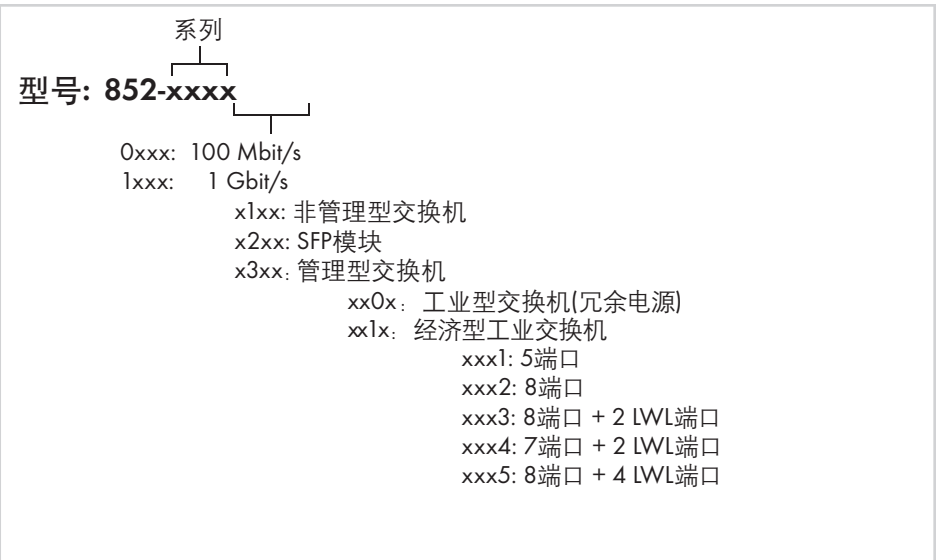 系列
型号: 852-xxxx
0xxx: 100 Mbit/s
1xxx: 1 Gbit/s
x1xx: 非管理型交换机
x2xx: SFP模块
x3xx: 管理型交换机
xx0x: 工业型交换机(冗余电源)
xx1x: 经济型工业交换机
xxx1: 5端口
xxx2: 8端口
xxx3: 8端口 + 2 LWL端口
xxx4: 7端口 + 2 LWL端口
xxx5: 8端口 + 4 LWL端口